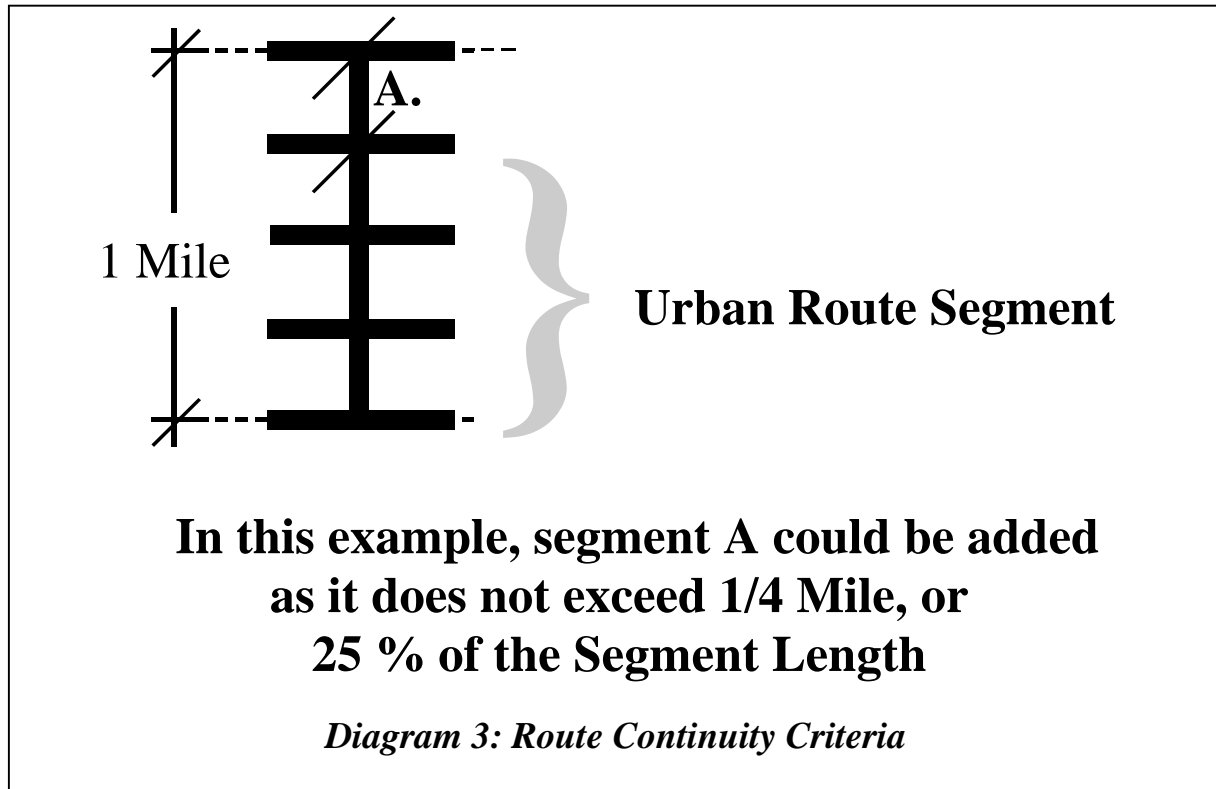 A.
1 Mile
Urban Route Segment
In this example, segment A could be added
as it does not exceed 1/4 Mile, or
25 % of the Segment Length
Diagram 3: Route Continuity Criteria